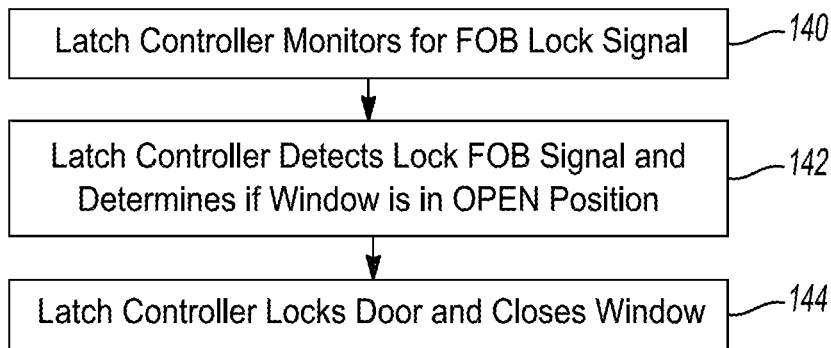 Latch Controller Monitors for FOB Lock Signal
140
Latch Controller Detects Lock FOB Signal and
Determines if Window is in OPEN Position
142
Latch Controller Locks Door and Closes Window
144